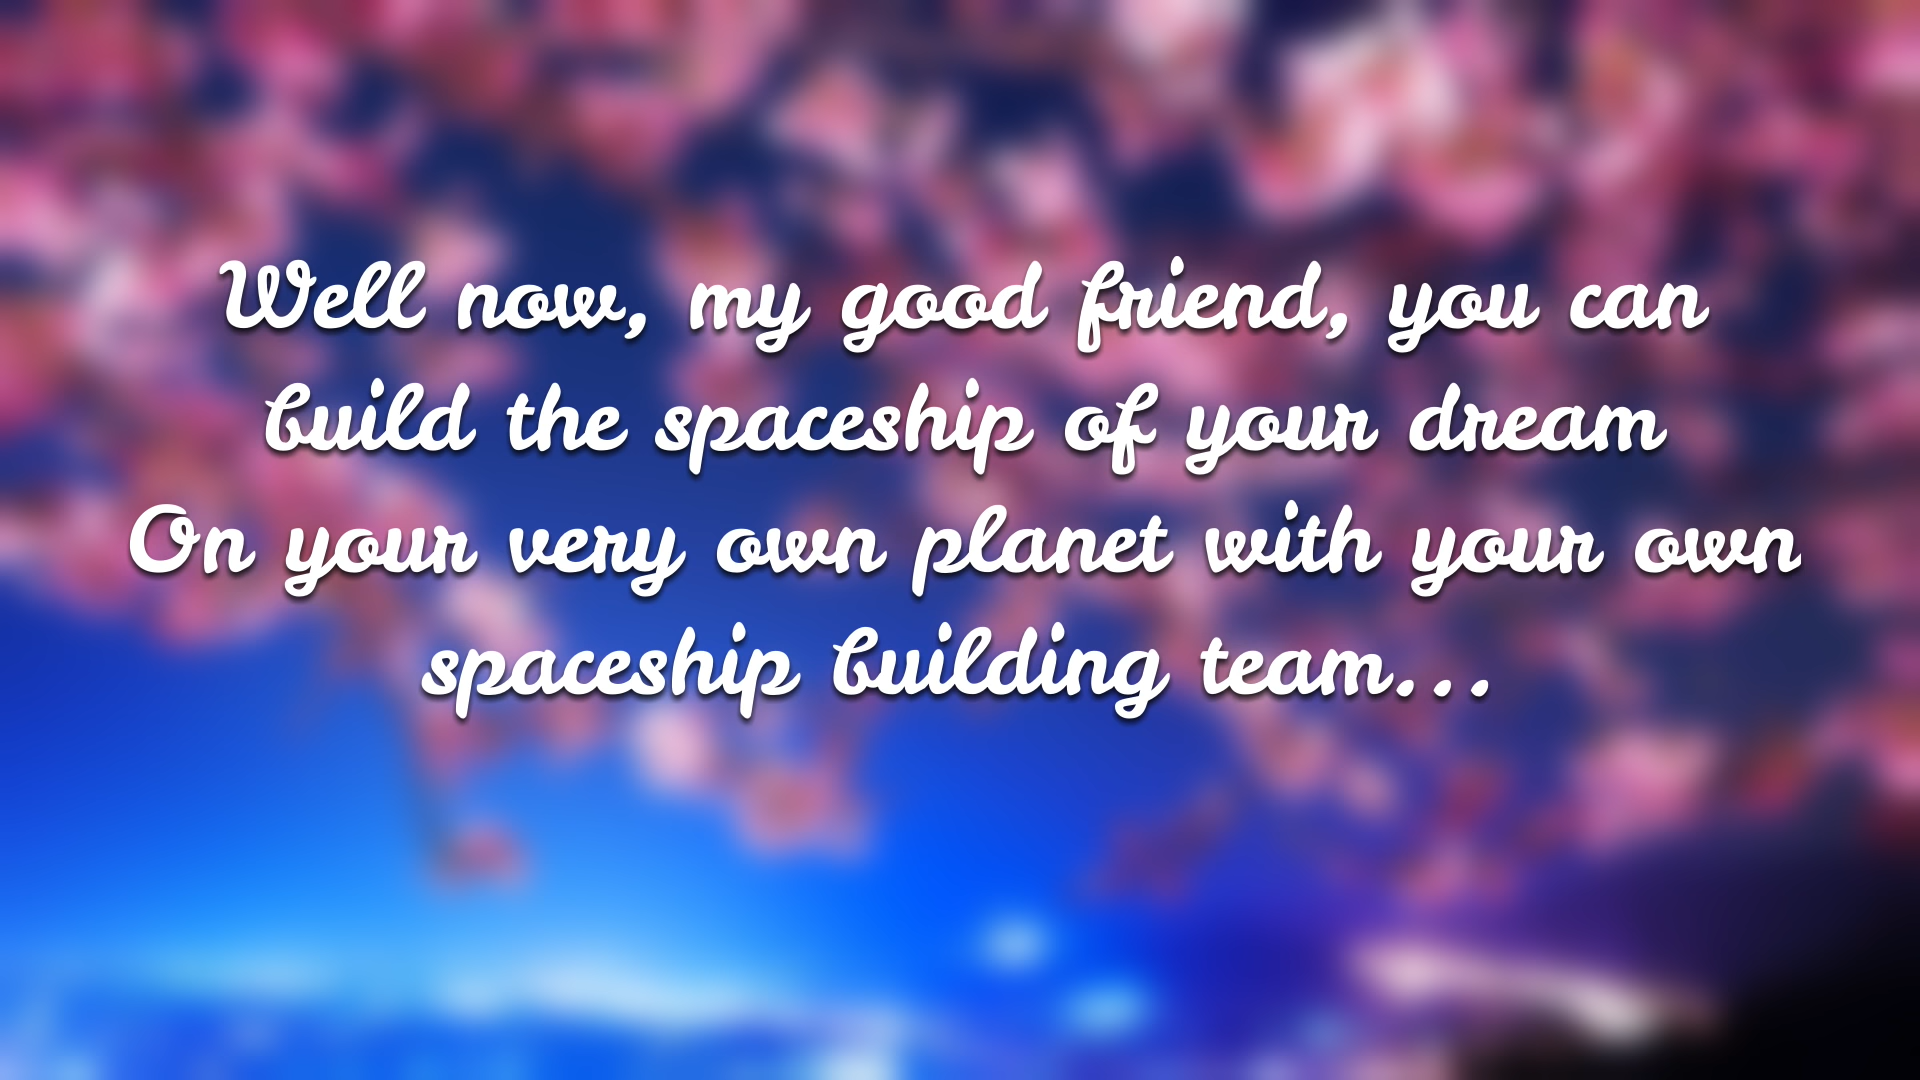 Well now, my good friend, you can
build the spaceship of your dream
On your very own planet with your own
spaceship building team...